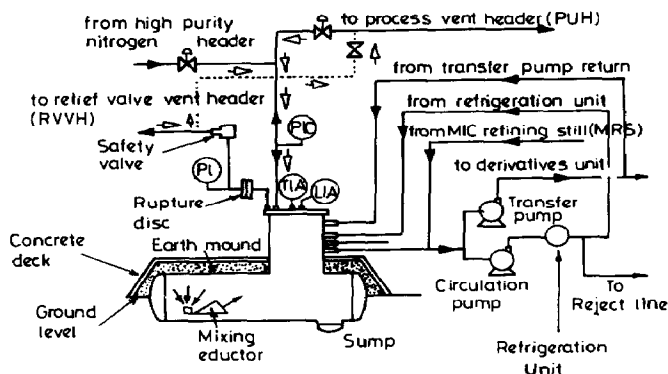 from high purity
nitrogen header
to process vent header (PUH)
to relief valve vent header
(RVVH)
Safety
valve
PI
Rupture
disc
PIC
TIA
LIA
from transfer pump return
from refrigeration unit
from MIC refining still (MRS)
to derivatives unit
Transfer
pump
Circulation
pump
To
Reject line
Refrigeration
Unit
Concrete
deck
Earth mound
Ground
level
Mixing
eductor
Sump